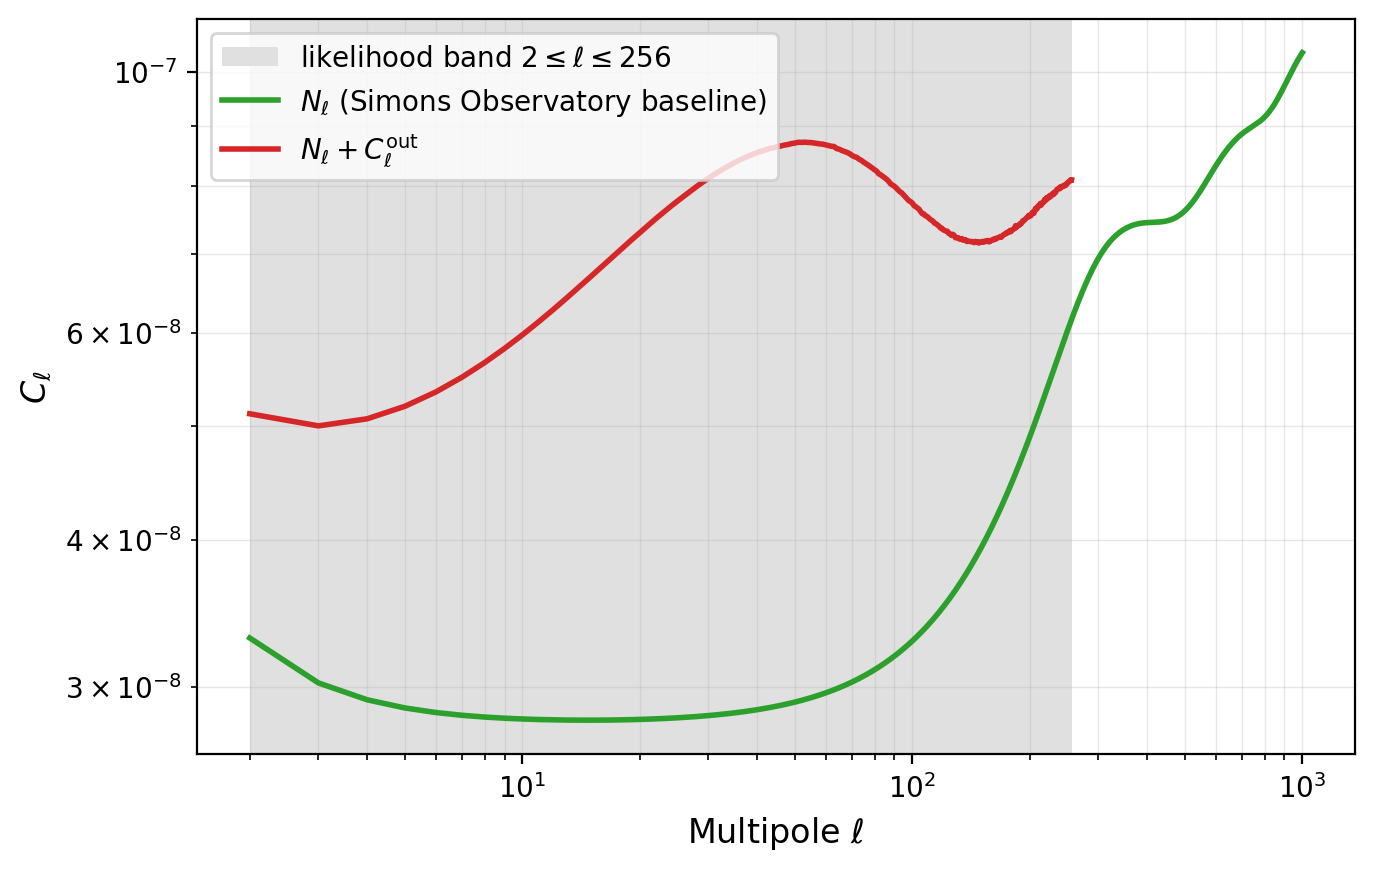 likelihood band 2 ≤ ℓ ≤ 256
N_ℓ (Simons Observatory baseline)
N_ℓ + C_ℓ^out
10^−7
6 × 10^−8
4 × 10^−8
3 × 10^−8
C_ℓ
10^1
10^2
10^3
Multipole ℓ